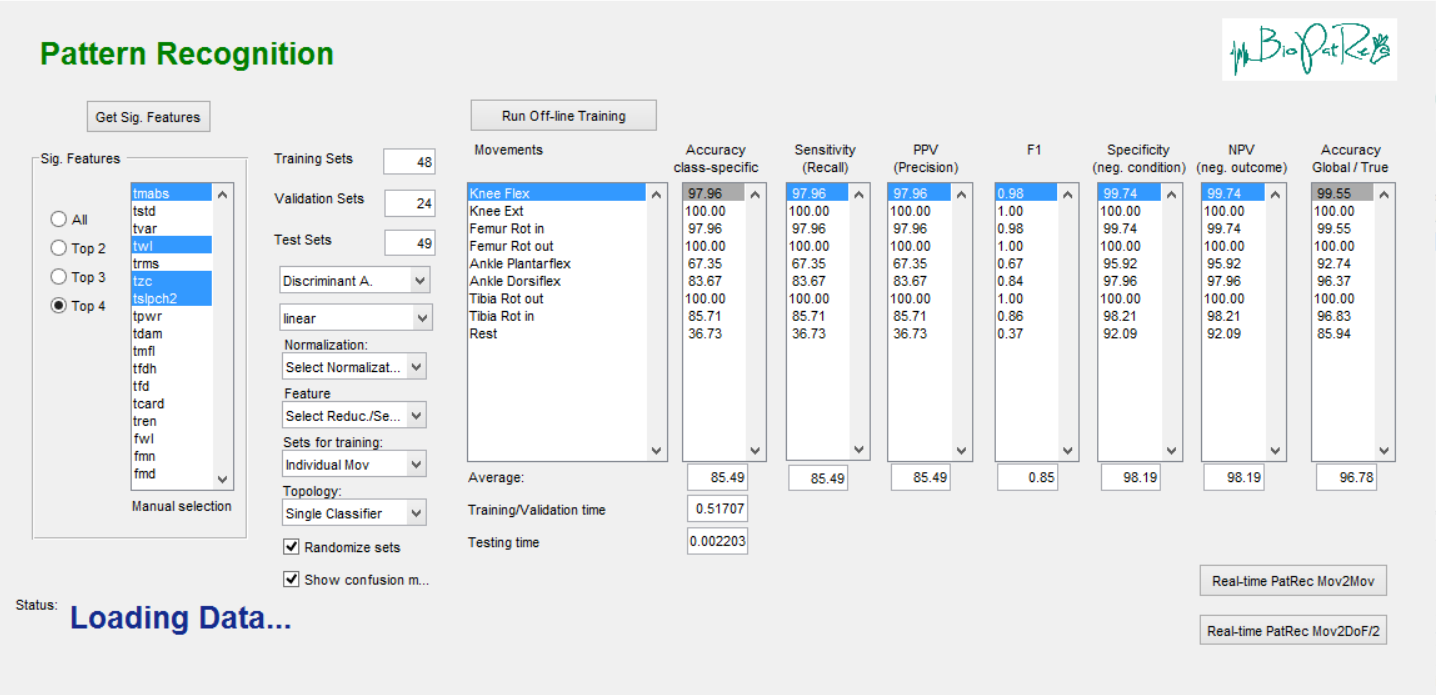 Pattern Recognition
BioPatRec
Get Sig. Features
Run Off-line Training
Sig. Features
All
Top 2
Top 3
Top 4
tmabs
tstd
tvar
twl
trms
tzc
tslpch2
tpwr
tdam
tmfl
tfdh
tfd
tcard
tren
fwl
fmn
fmd
Manual selection
Training Sets 48
Validation Sets 24
Test Sets 49
Discriminant A.
linear
Normalization:
Select Normalizat...
Feature
Select Reduc./Se...
Sets for training:
Individual Mov
Topology:
Single Classifier
Randomize sets
Show confusion m...
Movements Accuracy class-specific Sensitivity (Recall) PPV (Precision) F1 Specificity (neg. condition) NPV (neg. outcome) Accuracy Global / True
Knee Flex 97.96 97.96 97.96 0.98 99.74 99.74 99.55
Knee Ext 100.00 100.00 100.00 1.00 100.00 100.00 100.00
Femur Rot in 97.96 97.96 97.96 0.98 99.74 99.74 99.55
Femur Rot out 100.00 100.00 100.00 1.00 100.00 100.00 100.00
Ankle Plantarflex 67.35 67.35 67.35 0.67 95.92 95.92 92.74
Ankle Dorsiflex 83.67 83.67 83.67 0.84 97.96 97.96 96.37
Tibia Rot out 100.00 100.00 100.00 1.00 100.00 100.00 100.00
Tibia Rot in 85.71 85.71 85.71 0.86 98.21 98.21 96.83
Rest 36.73 36.73 36.73 0.37 92.09 92.09 85.94
Average: 85.49 85.49 85.49 0.85 98.19 98.19 96.78
Training/Validation time 0.51707
Testing time 0.002203
Real-time PatRec Mov2Mov
Real-time PatRec Mov2DoF/2
Status: Loading Data...